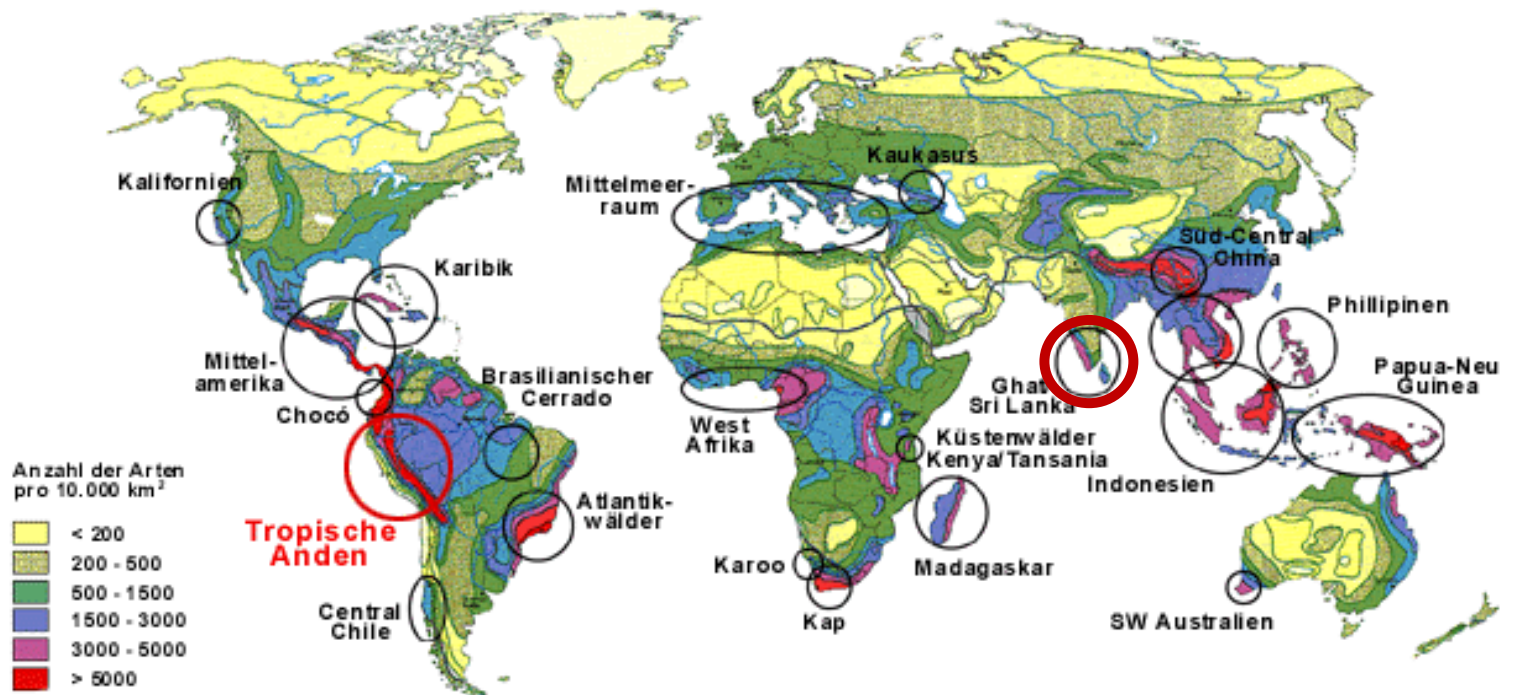 Kalifornien
Karibik
Mittel-
amerika
Chocó
Brasilianischer
Cerrado
Tropische
Anden
Atlantik-
wälder
Central
Chile
Mittelmeer-
raum
Kaukasus
West
Afrika
Karoo
Kap
Küstenwälder
Kenya/Tansania
Madagaskar
Ghat
Sri Lanka
Süd-Central
China
Phillipinen
Indonesien
Papua-Neu
Guinea
SW Australien
Anzahl der Arten
pro 10.000 km²
< 200
200 - 500
500 - 1500
1500 - 3000
3000 - 5000
> 5000